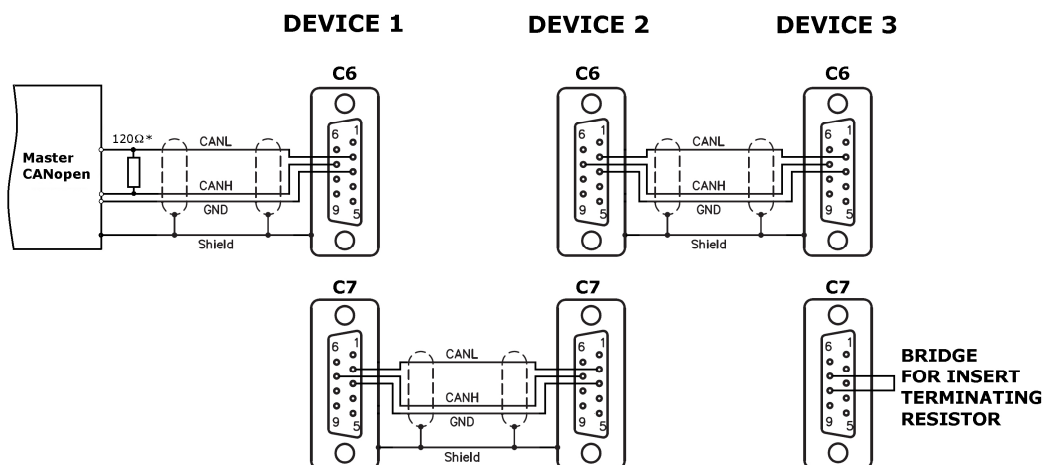 DEVICE 1 DEVICE 2 DEVICE 3
C6 C6 C6
Master
CANopen
120Ω*
CANL
CANH
GND
Shield
6 1
9 5
6 1
9 5
CANL
CANH
GND
Shield
6 1
9 5
C7 C7 C7
6 1
9 5
CANL
CANH
GND
Shield
6 1
9 5
6 1
9 5
BRIDGE
FOR INSERT
TERMINATING
RESISTOR